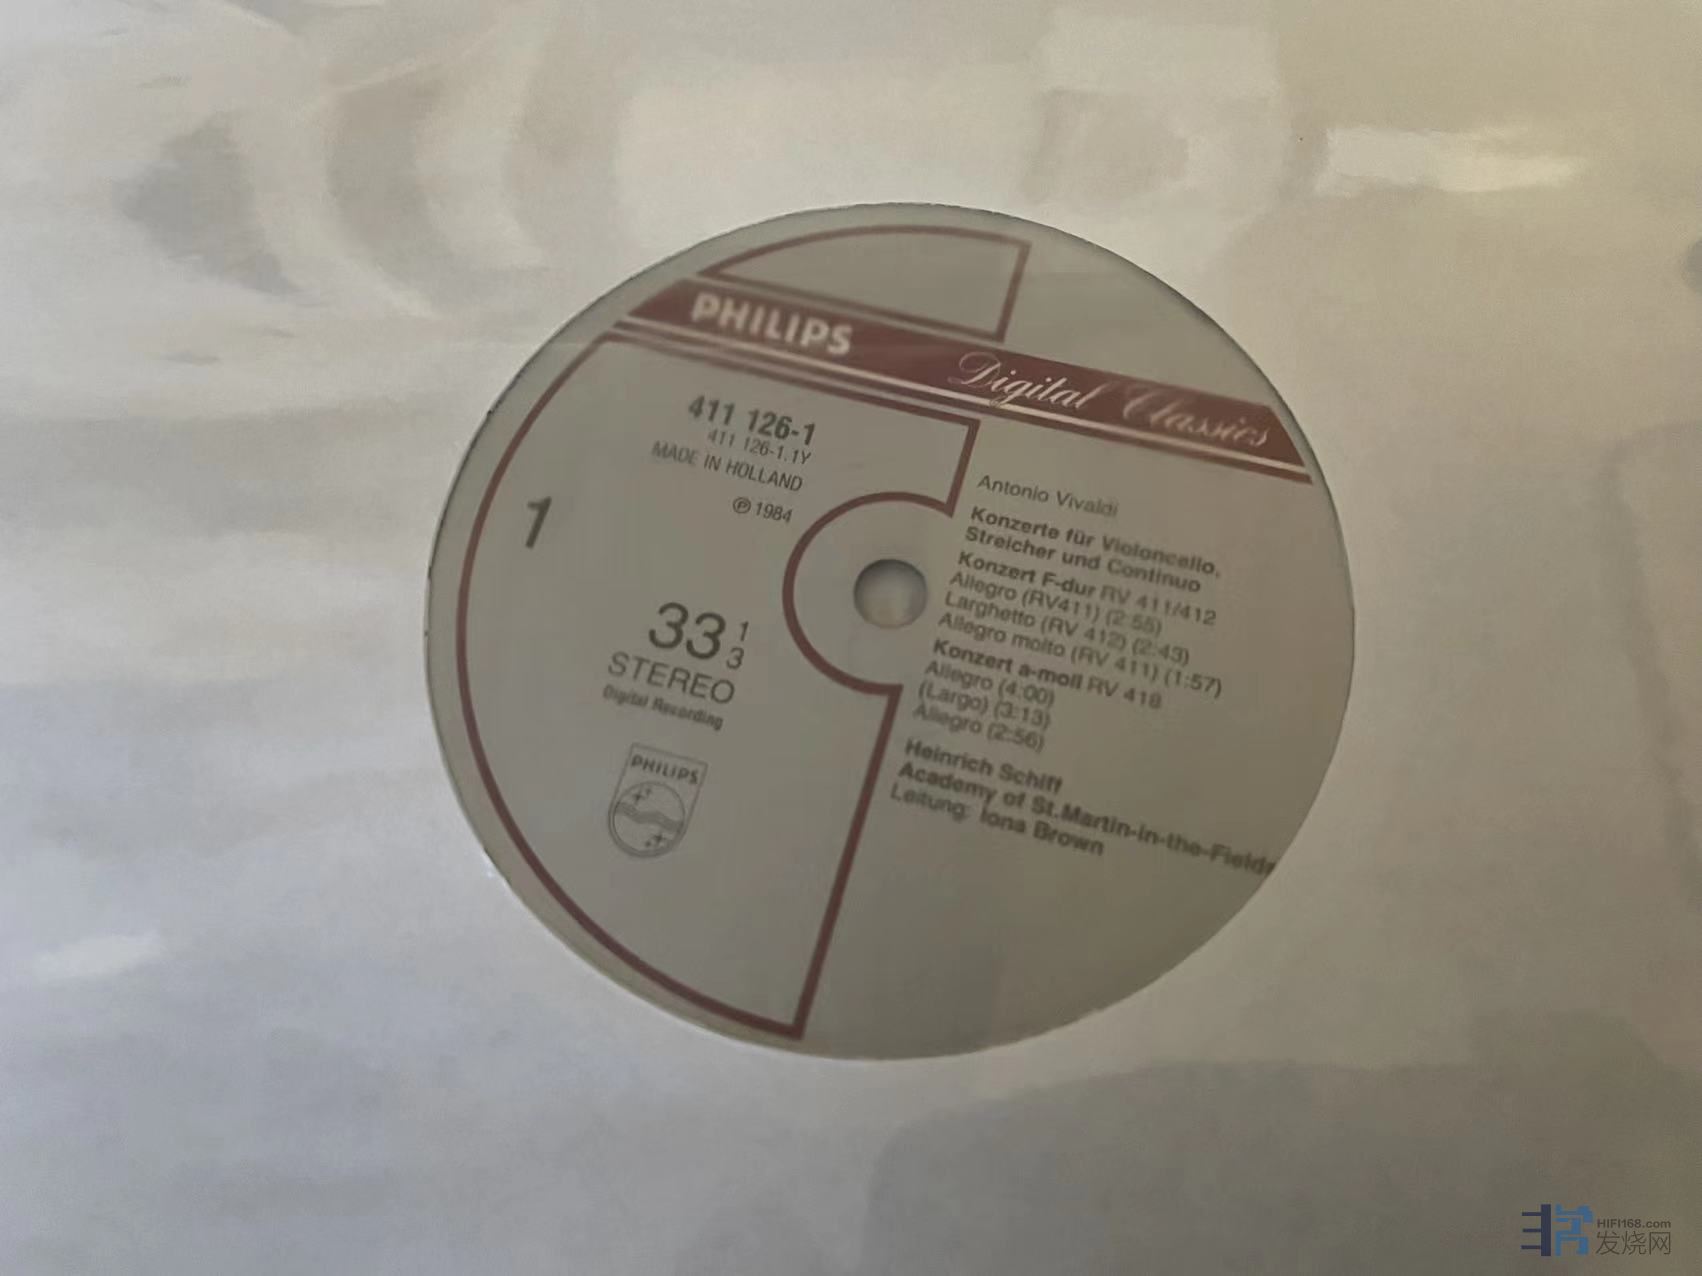 PHILIPS
Digital Classics
411 126-1
411 126-1.1Y
MADE IN HOLLAND
℗ 1984
1
33 1/3
STEREO
Digital Recording
PHILIPS
Antonio Vivaldi
Konzerte für Violoncello,
Streicher und Continuo
Konzert F-dur RV 411/412
Allegro (RV411) (2:55)
Larghetto (RV 412) (2:43)
Allegro molto (RV 411) (1:57)
Konzert a-moll RV 418
Allegro (4:00)
(Largo) (3:13)
Allegro (2:56)
Heinrich Schiff
Academy of St.Martin-in-the-Fields
Leitung: Iona Brown
HIFI168.com
发烧网